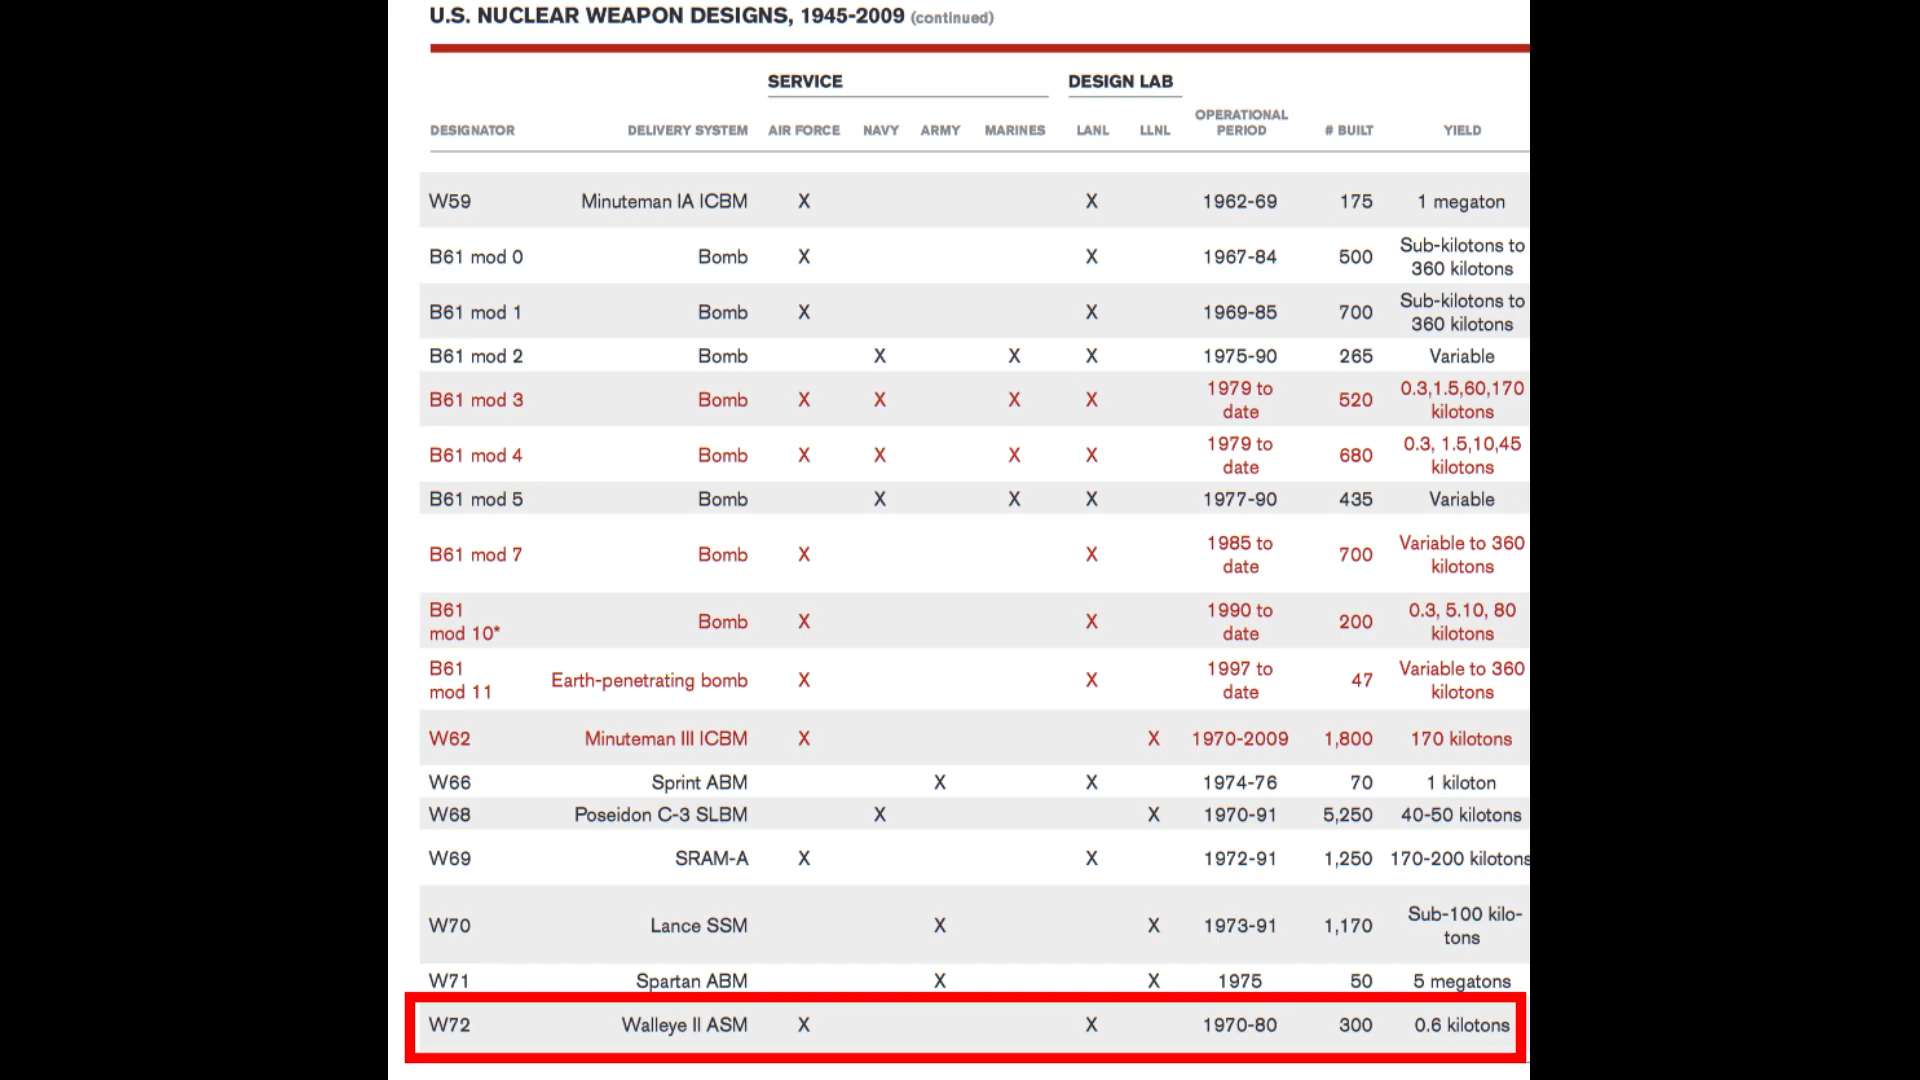 U.S. NUCLEAR WEAPON DESIGNS, 1945-2009 (continued)
SERVICE DESIGN LAB
DESIGNATOR DELIVERY SYSTEM AIR FORCE NAVY ARMY MARINES LANL LLNL OPERATIONAL PERIOD # BUILT YIELD
W59 Minuteman IA ICBM X X 1962-69 175 1 megaton
B61 mod 0 Bomb X X 1967-84 500 Sub-kilotons to 360 kilotons
B61 mod 1 Bomb X X 1969-85 700 Sub-kilotons to 360 kilotons
B61 mod 2 Bomb X X X 1975-90 265 Variable
B61 mod 3 Bomb X X X X 1979 to date 520 0.3,1.5,60,170 kilotons
B61 mod 4 Bomb X X X X 1979 to date 680 0.3, 1.5,10,45 kilotons
B61 mod 5 Bomb X X X 1977-90 435 Variable
B61 mod 7 Bomb X X 1985 to date 700 Variable to 360 kilotons
B61 mod 10* Bomb X X 1990 to date 200 0.3, 5.10, 80 kilotons
B61 mod 11 Earth-penetrating bomb X X 1997 to date 47 Variable to 360 kilotons
W62 Minuteman III ICBM X X 1970-2009 1,800 170 kilotons
W66 Sprint ABM X X 1974-76 70 1 kiloton
W68 Poseidon C-3 SLBM X X 1970-91 5,250 40-50 kilotons
W69 SRAM-A X X 1972-91 1,250 170-200 kilotons
W70 Lance SSM X X 1973-91 1,170 Sub-100 kilo-tons
W71 Spartan ABM X X 1975 50 5 megatons
W72 Walleye II ASM X X 1970-80 300 0.6 kilotons